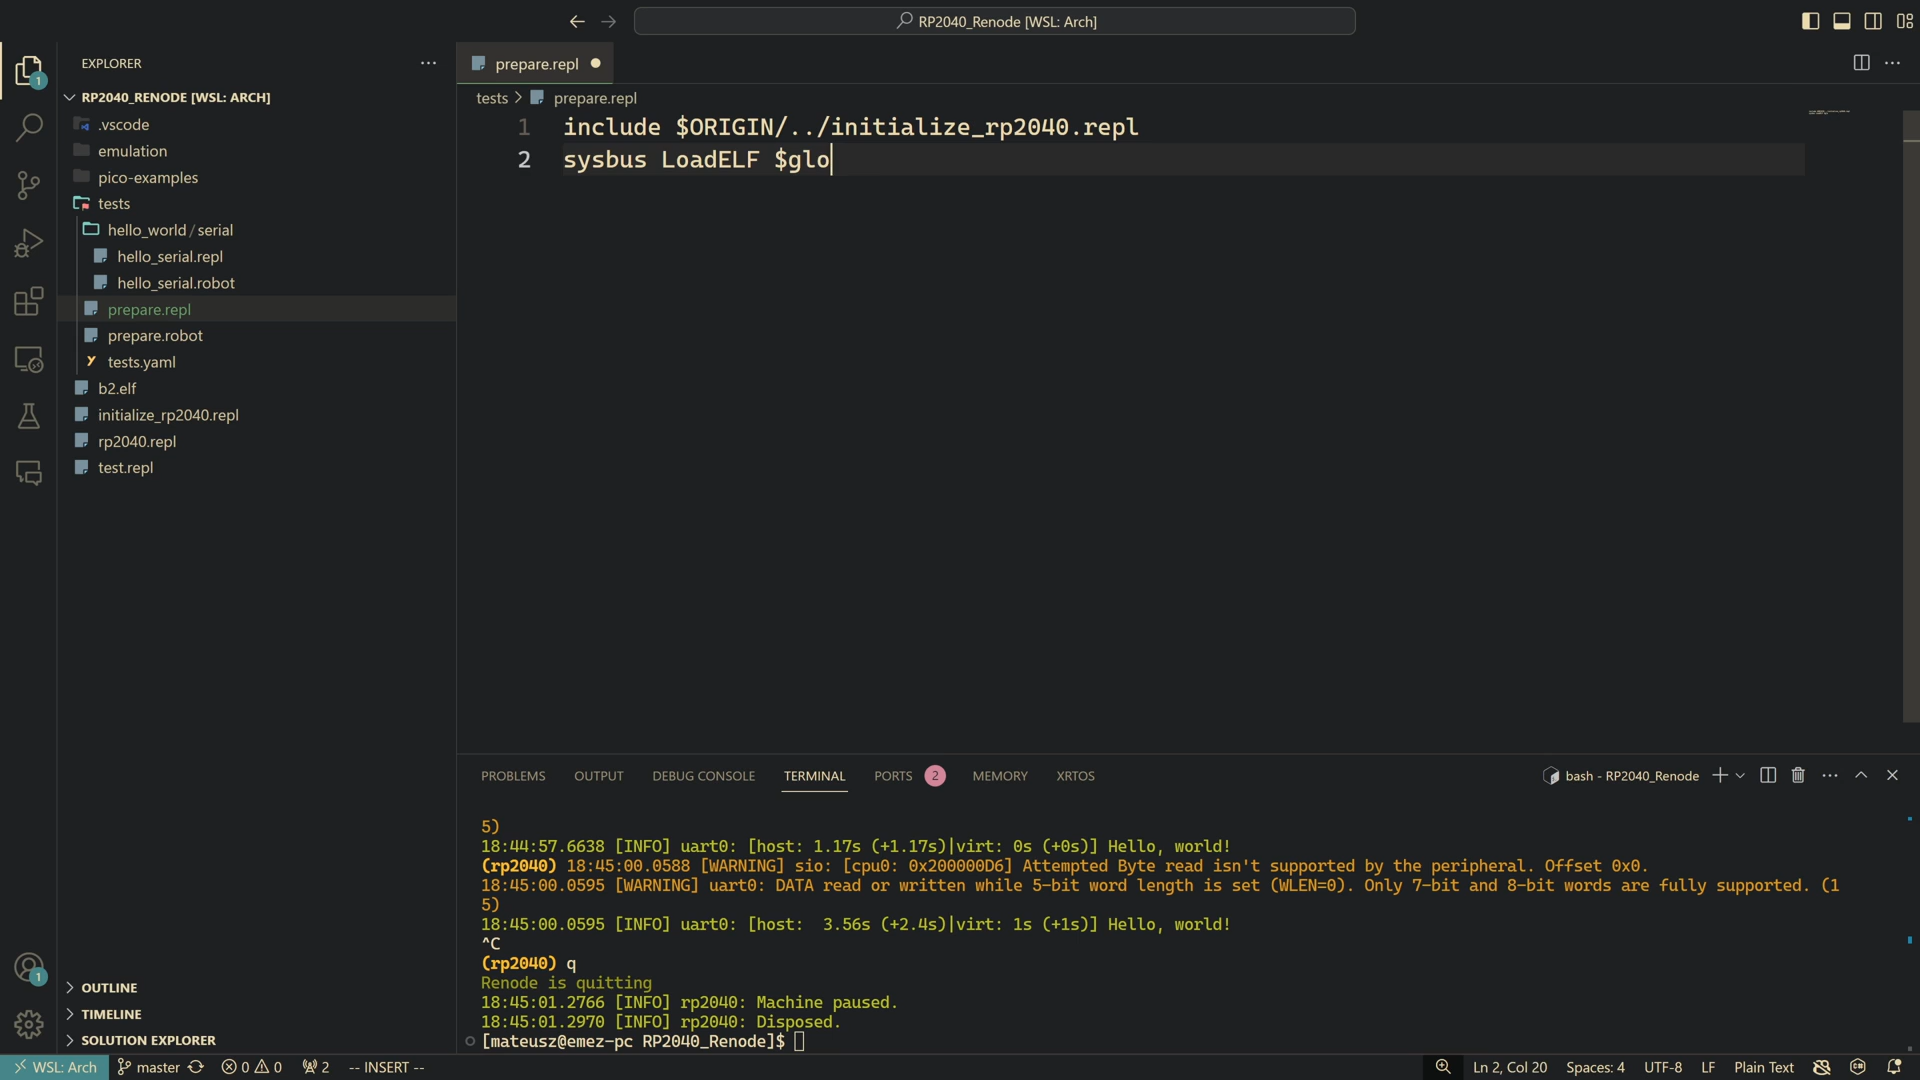 RP2040_Renode [WSL: Arch]
EXPLORER
prepare.repl
RP2040_RENODE [WSL: ARCH]
tests > prepare.repl
.vscode
emulation
pico-examples
tests
hello_world / serial
hello_serial.repl
hello_serial.robot
prepare.repl
prepare.robot
tests.yaml
b2.elf
initialize_rp2040.repl
rp2040.repl
test.repl
1 include $ORIGIN/../initialize_rp2040.repl
2 sysbus LoadELF $glo
PROBLEMS OUTPUT DEBUG CONSOLE TERMINAL PORTS 2 MEMORY XRTOS
bash - RP2040_Renode
5)
18:44:57.6638 [INFO] uart0: [host: 1.17s (+1.17s)|virt: 0s (+0s)] Hello, world!
(rp2040) 18:45:00.0588 [WARNING] sio: [cpu0: 0x200000D6] Attempted Byte read isn't supported by the peripheral. Offset 0x0.
18:45:00.0595 [WARNING] uart0: DATA read or written while 5-bit word length is set (WLEN=0). Only 7-bit and 8-bit words are fully supported. (1
5)
18:45:00.0595 [INFO] uart0: [host:  3.56s (+2.4s)|virt: 1s (+1s)] Hello, world!
^C
(rp2040) q
Renode is quitting
18:45:01.2766 [INFO] rp2040: Machine paused.
18:45:01.2970 [INFO] rp2040: Disposed.
[mateusz@emez-pc RP2040_Renode]$
1
1
OUTLINE
TIMELINE
SOLUTION EXPLORER
WSL: Arch master 0 0 2 -- INSERT --
Ln 2, Col 20 Spaces: 4 UTF-8 LF Plain Text